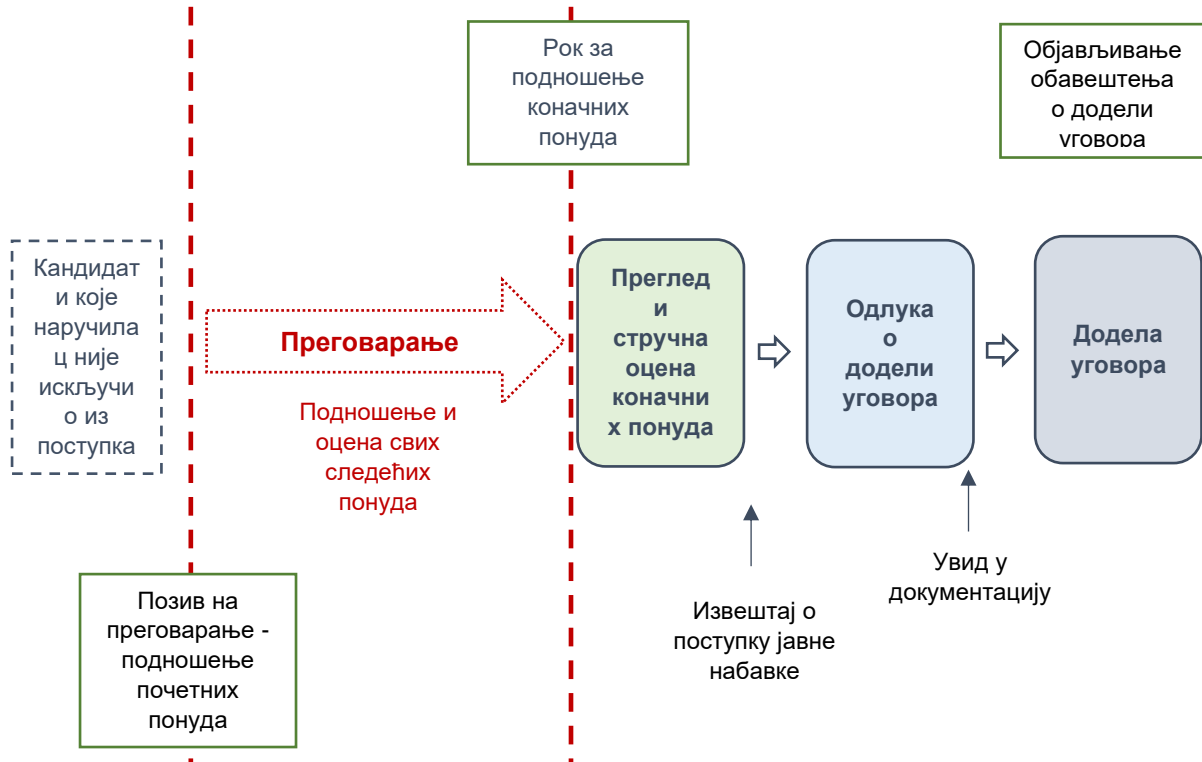 Рок за
подношење
коначних
понуда
Објављивање
обавештења
о додели
уговора
Кандидат
и које
наручила
ц није
искључи
о из
поступка
Преговарање
Подношење и
оцена свих
следећих
понуда
Преглед
и
стручна
оцена
коначни
х понуда
Одлука
о
додели
уговора
Додела
уговора
Позив на
преговарање -
подношење
почетних
понуда
Извештај о
поступку јавне
набавке
Увид у
документацију